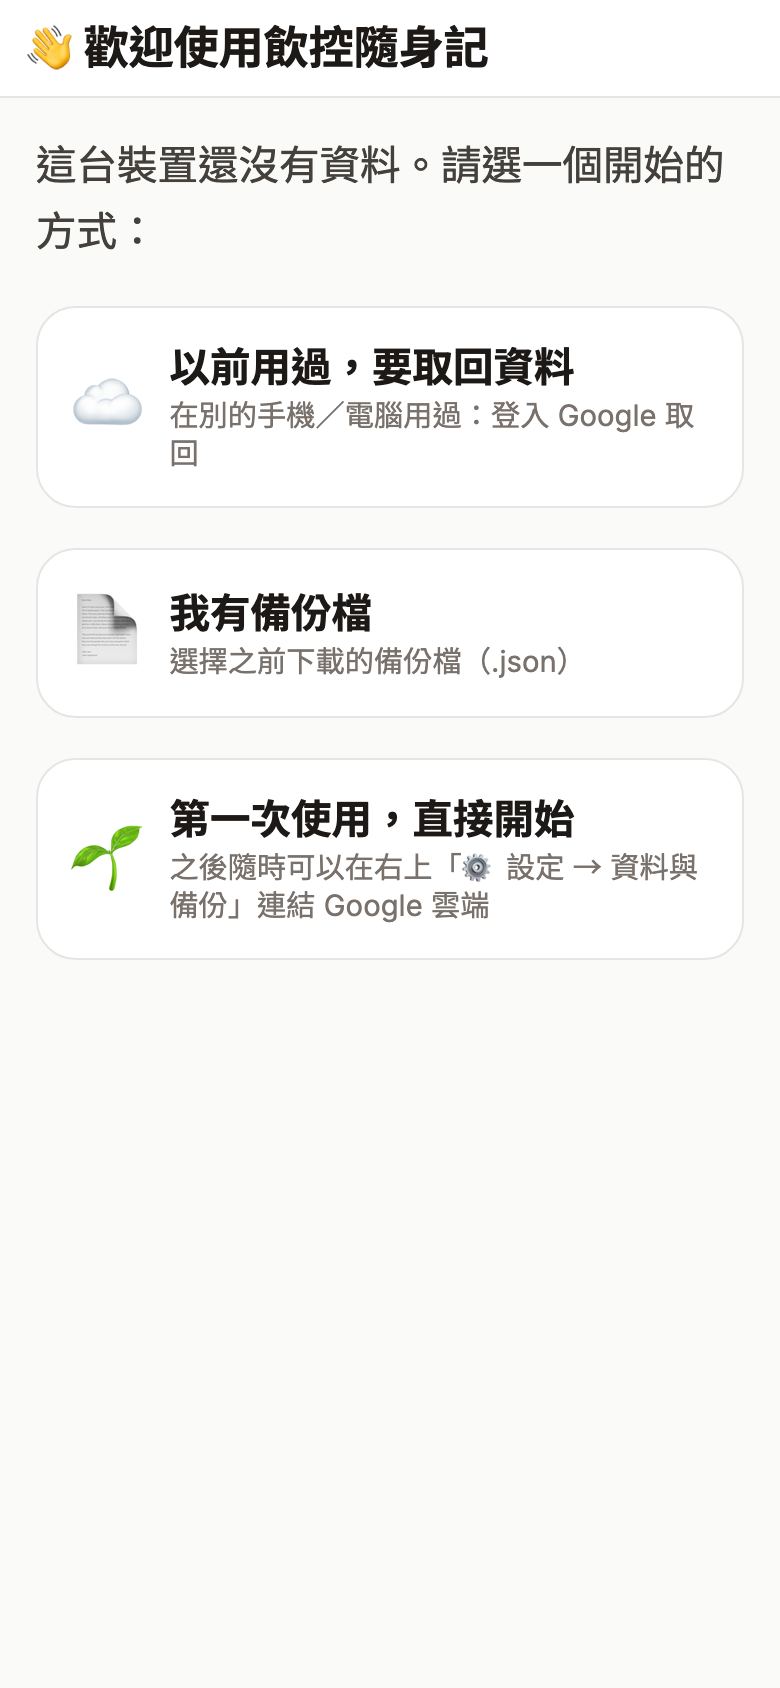 👋 歡迎使用飲控隨身記
這台裝置還沒有資料。請選一個開始的
方式：
以前用過，要取回資料
在別的手機／電腦用過：登入 Google 取
回
我有備份檔
選擇之前下載的備份檔（.json）
第一次使用，直接開始
之後隨時可以在右上「⚙️ 設定 → 資料與
備份」連結 Google 雲端